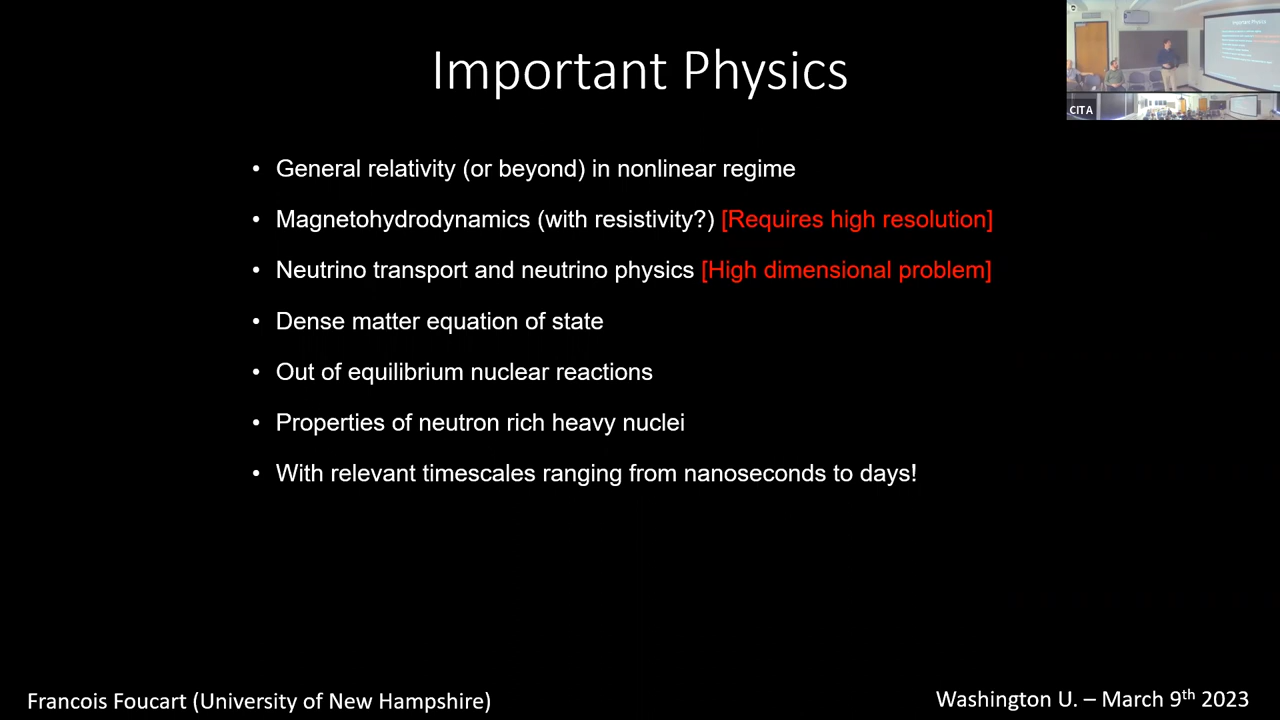 Important Physics
CITA
• General relativity (or beyond) in nonlinear regime
• Magnetohydrodynamics (with resistivity?) [Requires high resolution]
• Neutrino transport and neutrino physics [High dimensional problem]
• Dense matter equation of state
• Out of equilibrium nuclear reactions
• Properties of neutron rich heavy nuclei
• With relevant timescales ranging from nanoseconds to days!
Francois Foucart (University of New Hampshire)
Washington U. – March 9th 2023